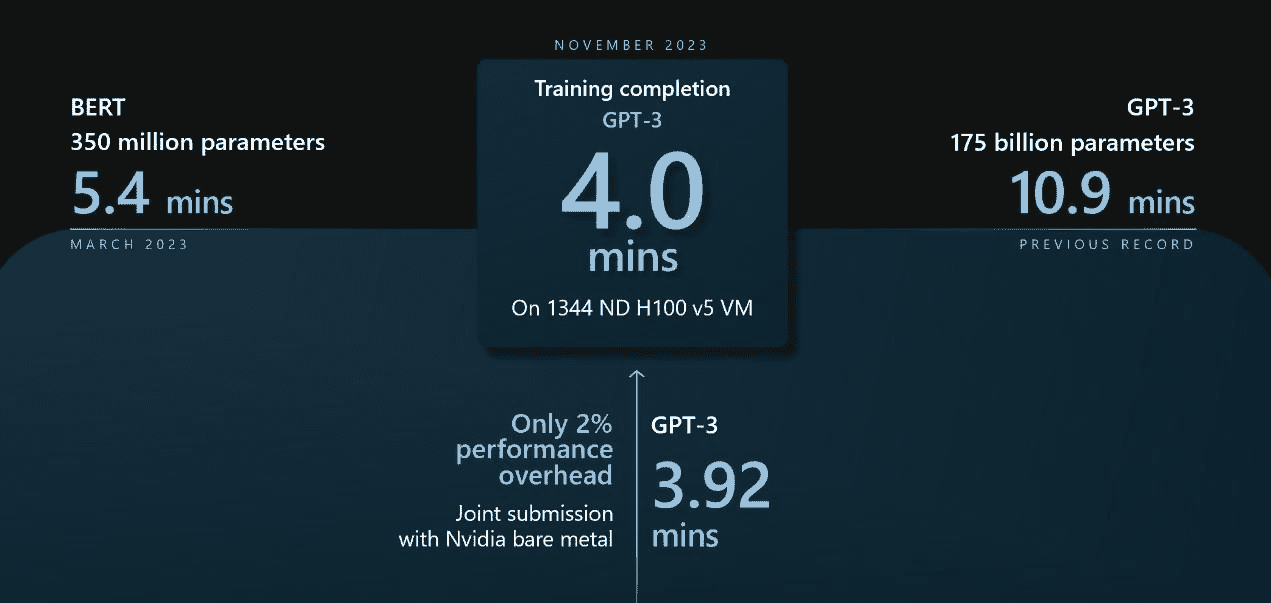 NOVEMBER 2023
Training completion
GPT-3
4.0
mins
On 1344 ND H100 v5 VM
BERT
350 million parameters
5.4 mins
MARCH 2023
GPT-3
175 billion parameters
10.9 mins
PREVIOUS RECORD
Only 2%
performance
overhead
Joint submission
with Nvidia bare metal
GPT-3
3.92
mins